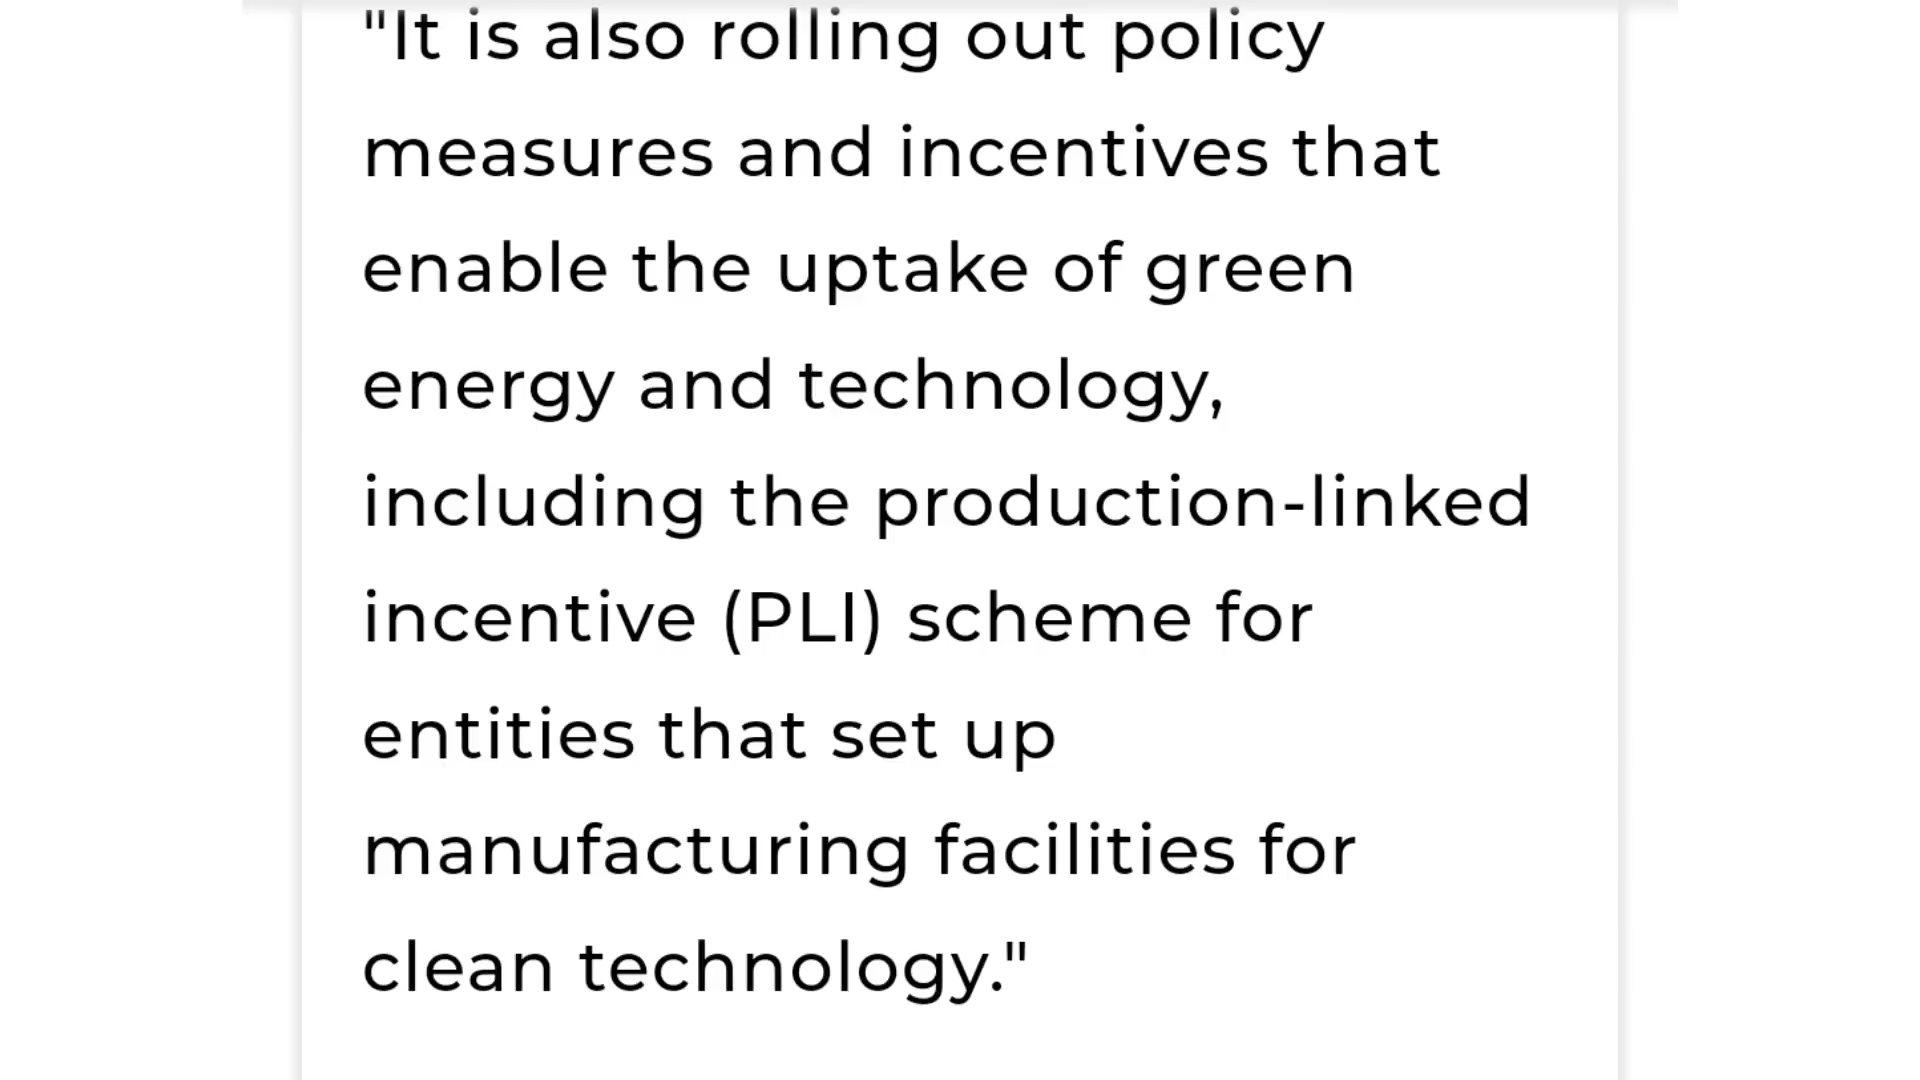 "It is also rolling out policy
measures and incentives that
enable the uptake of green
energy and technology,
including the production-linked
incentive (PLI) scheme for
entities that set up
manufacturing facilities for
clean technology."